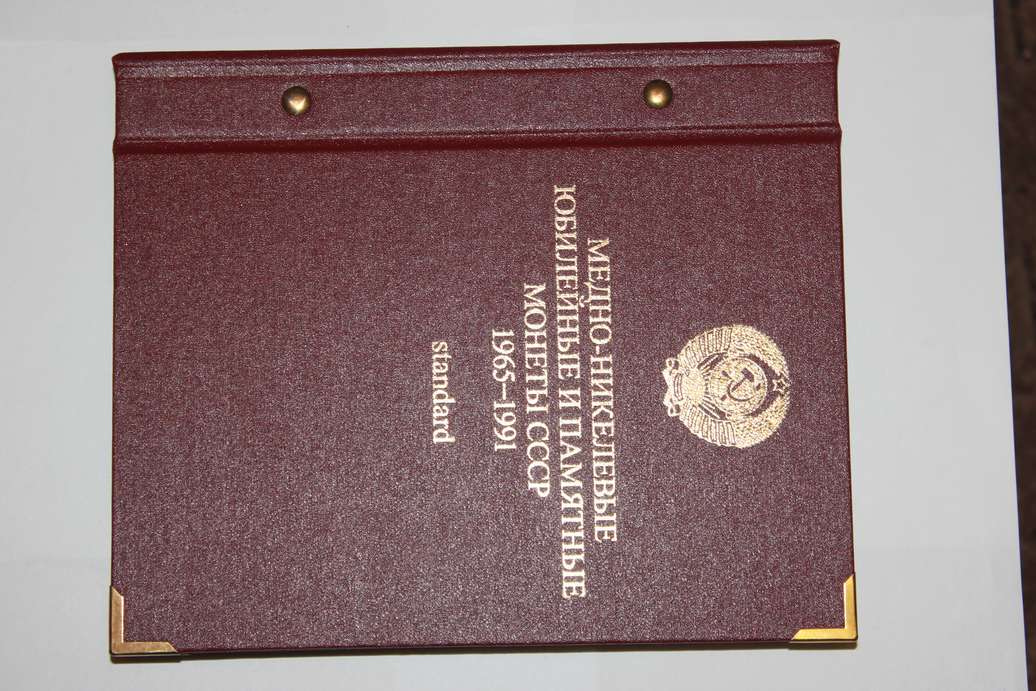 МЕДНО-НИКЕЛЕВЫЕ
ЮБИЛЕЙНЫЕ И ПАМЯТНЫЕ
МОНЕТЫ СССР
1965–1991
standard